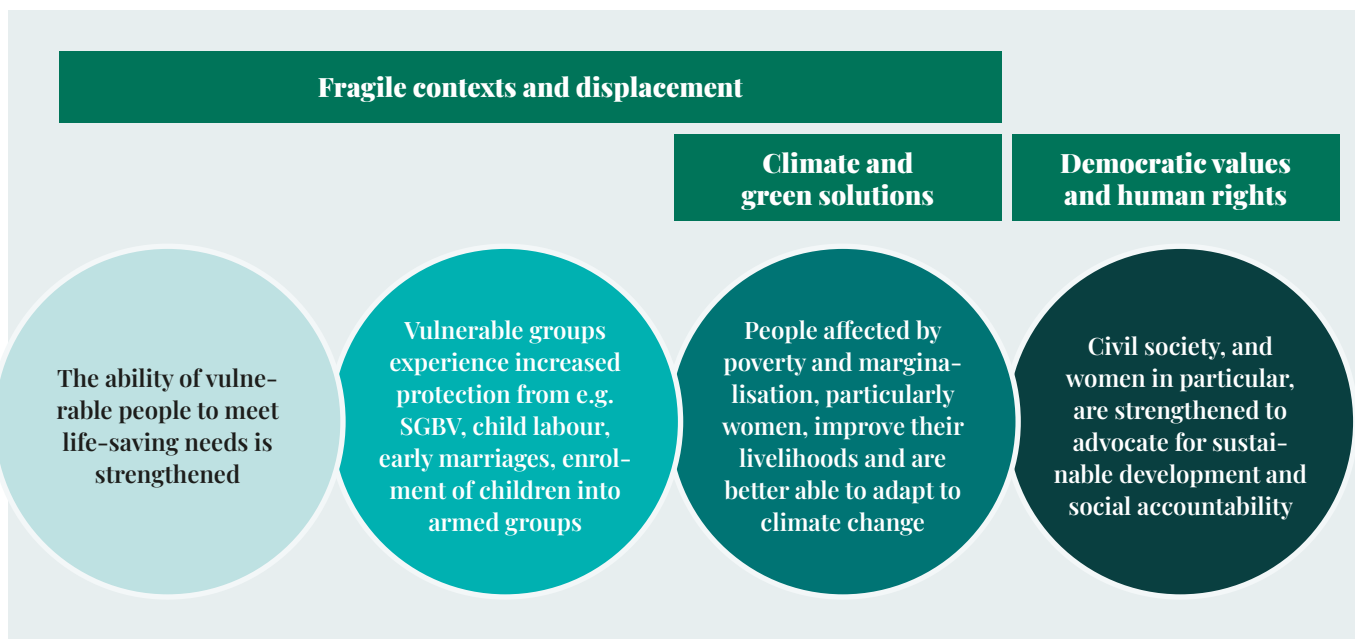 Fragile contexts and displacement
Climate and
green solutions
Democratic values
and human rights
The ability of vulne-
rable people to meet
life-saving needs is
strengthened
Vulnerable groups
experience increased
protection from e.g.
SGBV, child labour,
early marriages, enrol-
ment of children into
armed groups
People affected by
poverty and margina-
lisation, particularly
women, improve their
livelihoods and are
better able to adapt to
climate change
Civil society, and
women in particular,
are strengthened to
advocate for sustai-
nable development and
social accountability